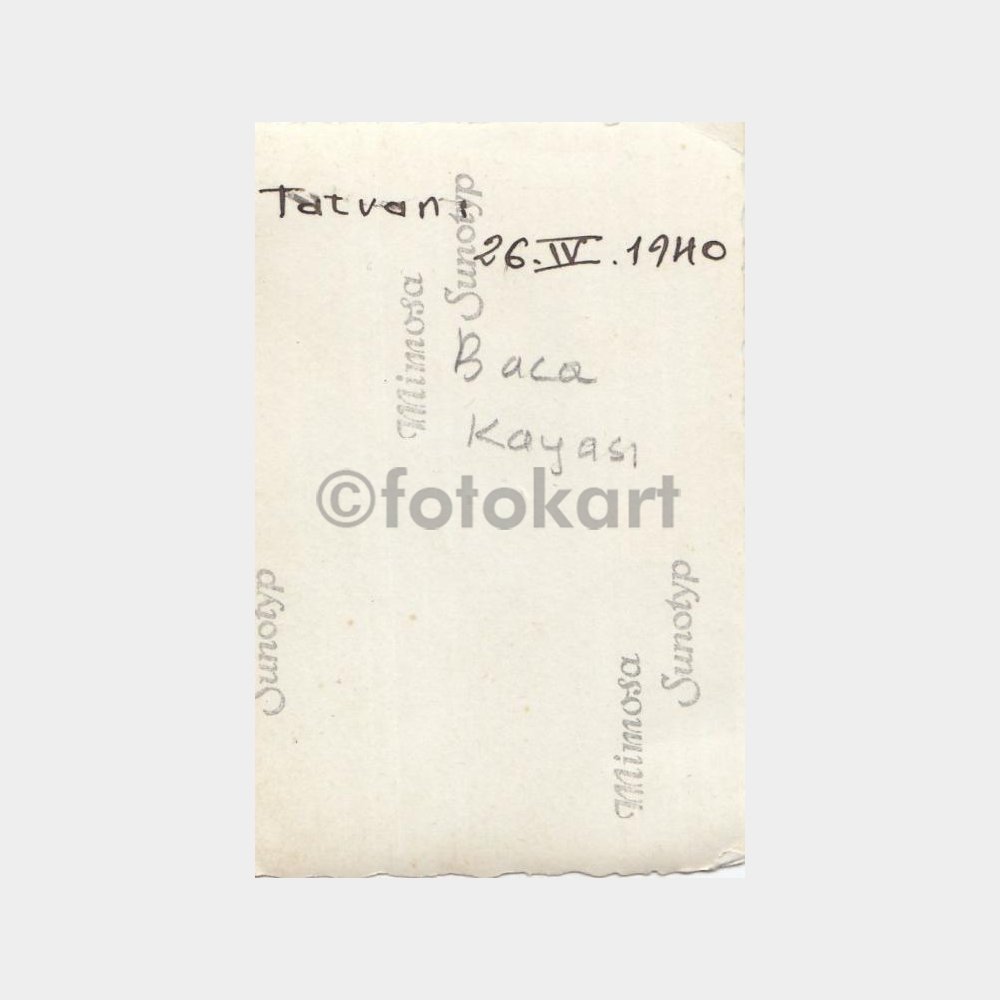 Tatvan:
26.IV.1940
Mimosa
Sunotyp
Baca
Kayası
©fotokart
Sunotyp
Mimosa
Sunotyp